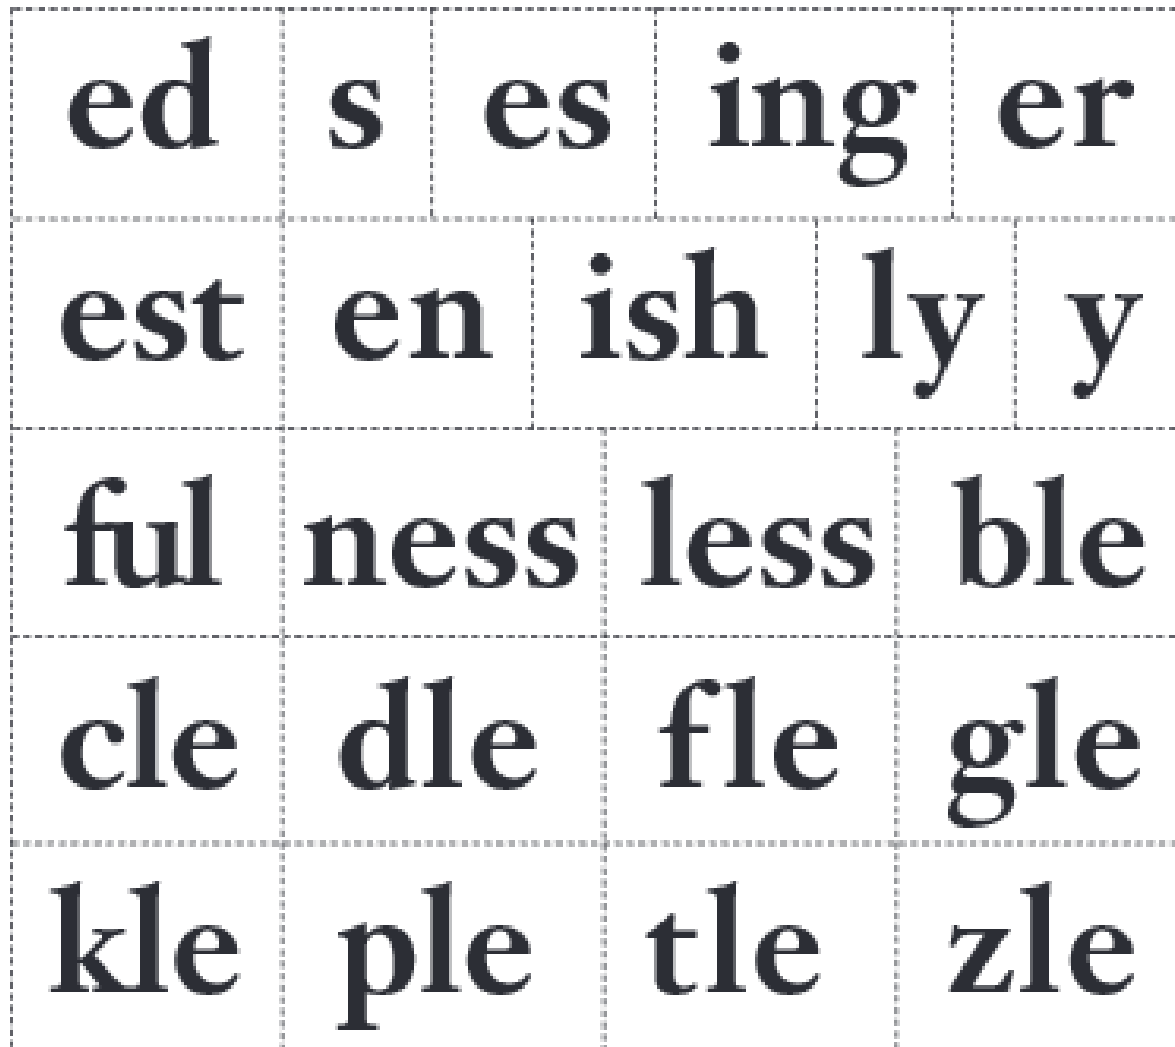 ed s es ing er
est en ish ly y
ful ness less ble
cle dle fle gle
kle ple tle zle